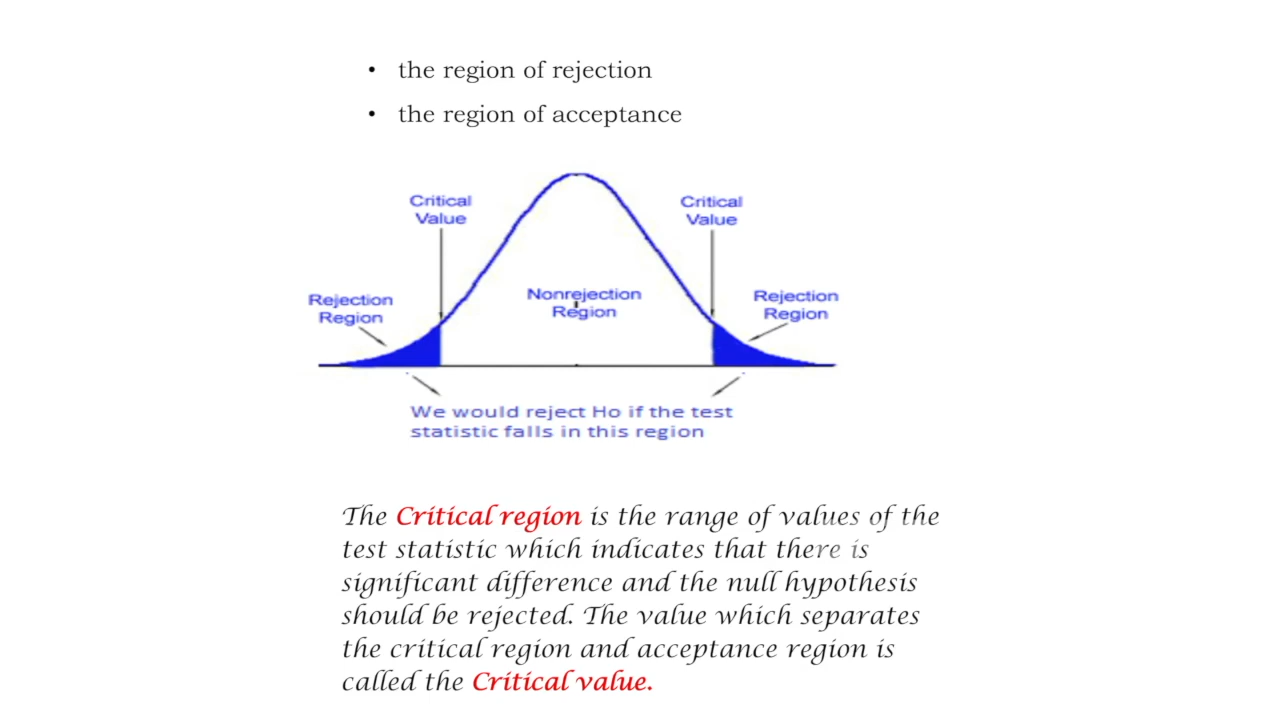 • the region of rejection
• the region of acceptance
Critical
Value
Critical
Value
Rejection
Region
Nonrejection
Region
Rejection
Region
We would reject Ho if the test
statistic falls in this region
The Critical region is the range of values of the
test statistic which indicates that there is
significant difference and the null hypothesis
should be rejected. The value which separates
the critical region and acceptance region is
called the Critical value.